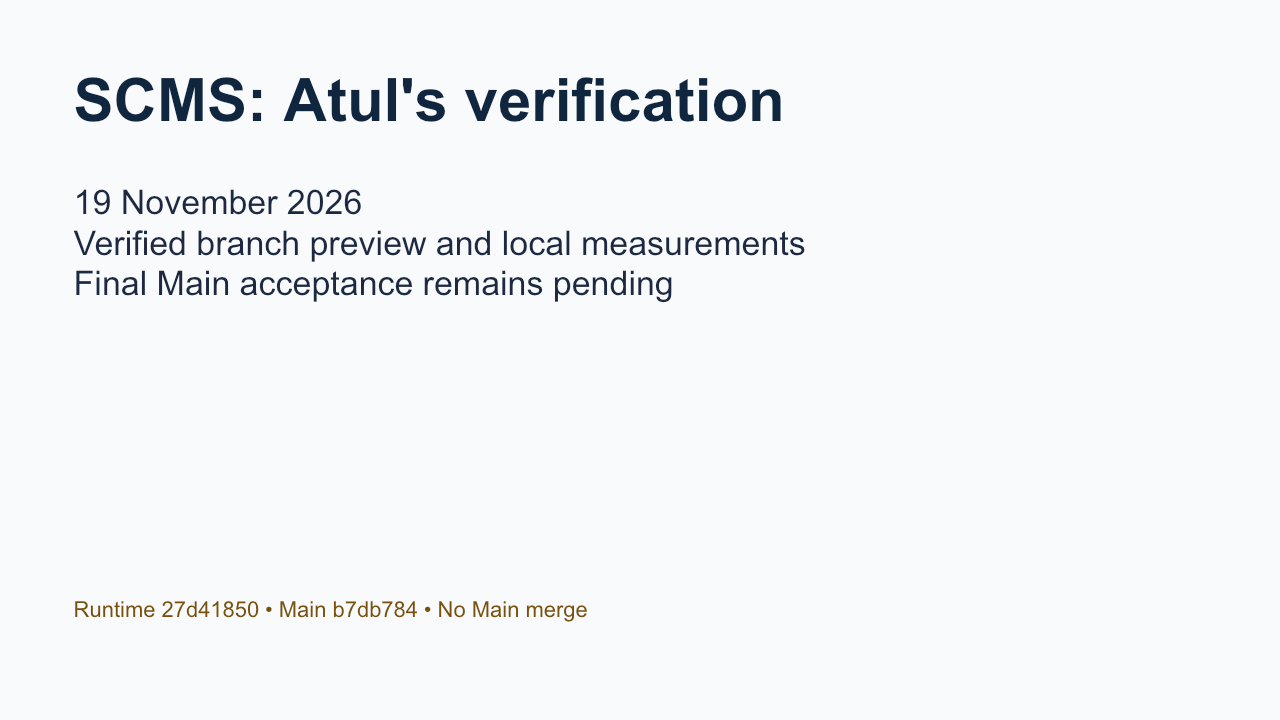 SCMS: Atul's verification
19 November 2026
Verified branch preview and local measurements
Final Main acceptance remains pending
Runtime 27d41850 • Main b7db784 • No Main merge